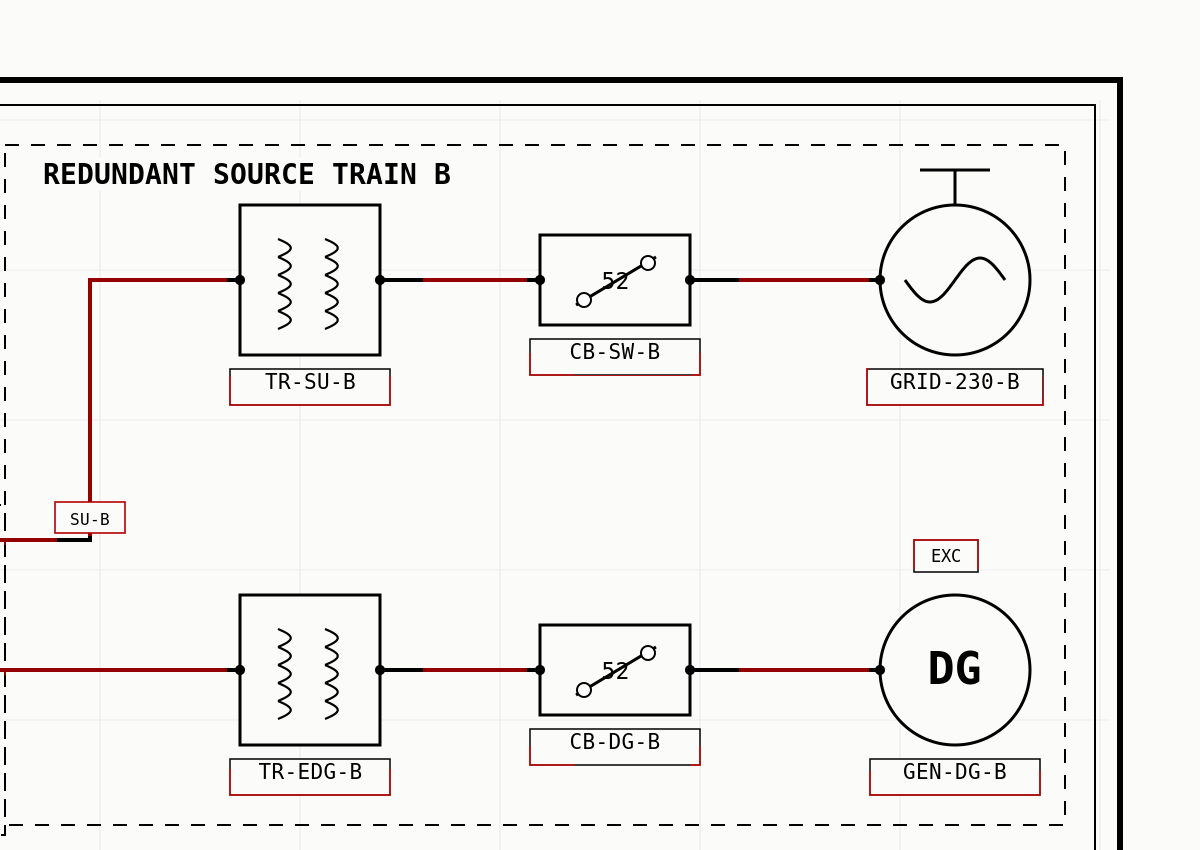 REDUNDANT SOURCE TRAIN B
52
CB-SW-B
TR-SU-B
GRID-230-B
SU-B
EXC
52
DG
CB-DG-B
TR-EDG-B
GEN-DG-B